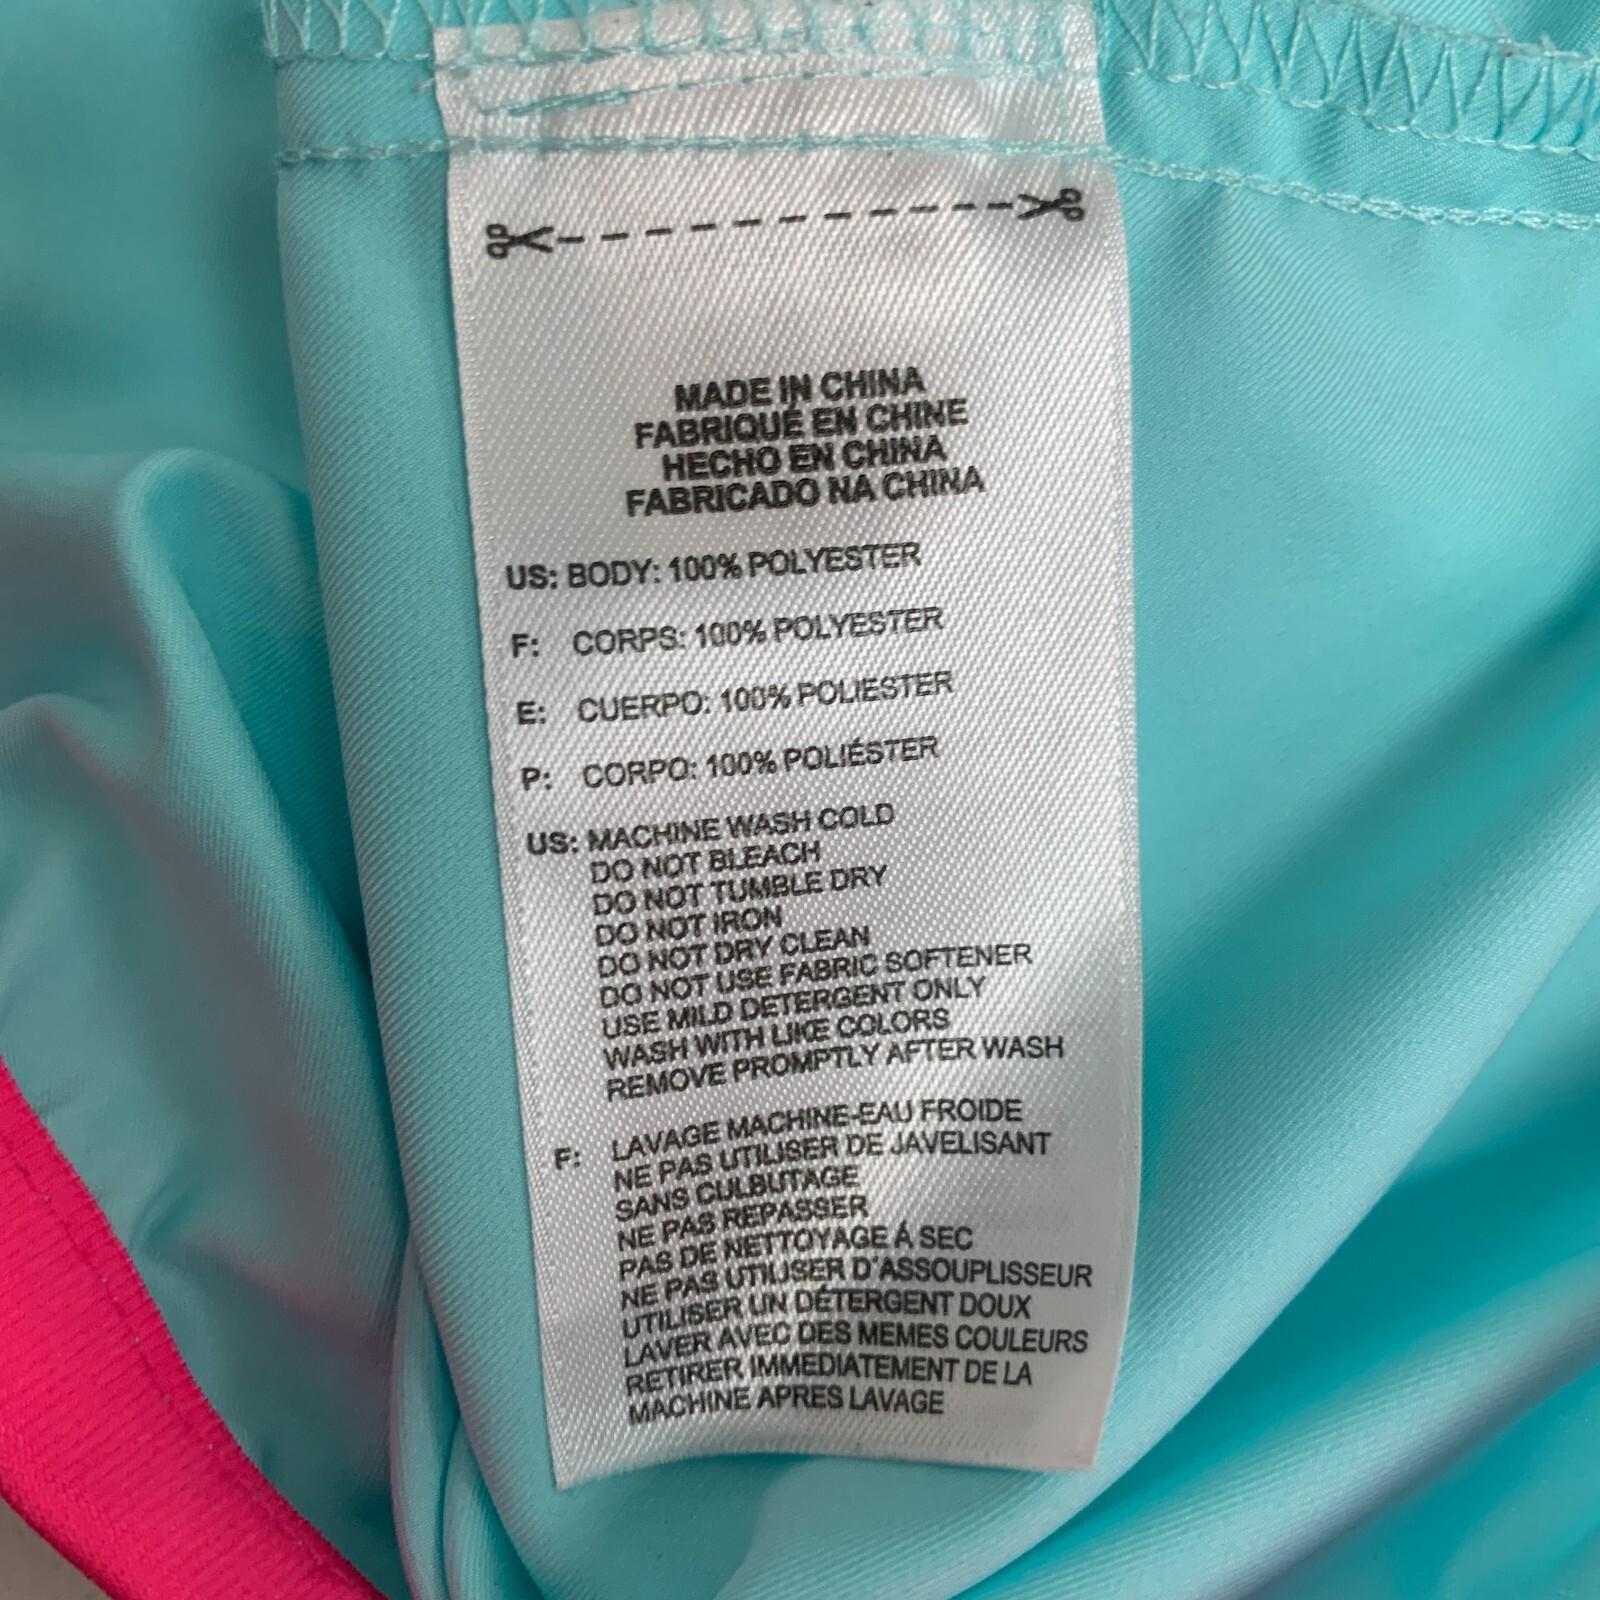 MADE IN CHINA
FABRIQUÉ EN CHINE
HECHO EN CHINA
FABRICADO NA CHINA
US: BODY: 100% POLYESTER
F: CORPS: 100% POLYESTER
E: CUERPO: 100% POLIESTER
P: CORPO: 100% POLIÉSTER
US: MACHINE WASH COLD
DO NOT BLEACH
DO NOT TUMBLE DRY
DO NOT IRON
DO NOT DRY CLEAN
DO NOT USE FABRIC SOFTENER
USE MILD DETERGENT ONLY
WASH WITH LIKE COLORS
REMOVE PROMPTLY AFTER WASH
F: LAVAGE MACHINE-EAU FROIDE
NE PAS UTILISER DE JAVELISANT
SANS CULBUTAGE
NE PAS REPASSER
PAS DE NETTOYAGE Á SEC
NE PAS UTILISER D'ASSOUPLISSEUR
UTILISER UN DÉTERGENT DOUX
LAVER AVEC DES MEMES COULEURS
RETIRER IMMEDIATEMENT DE LA
MACHINE APRES LAVAGE